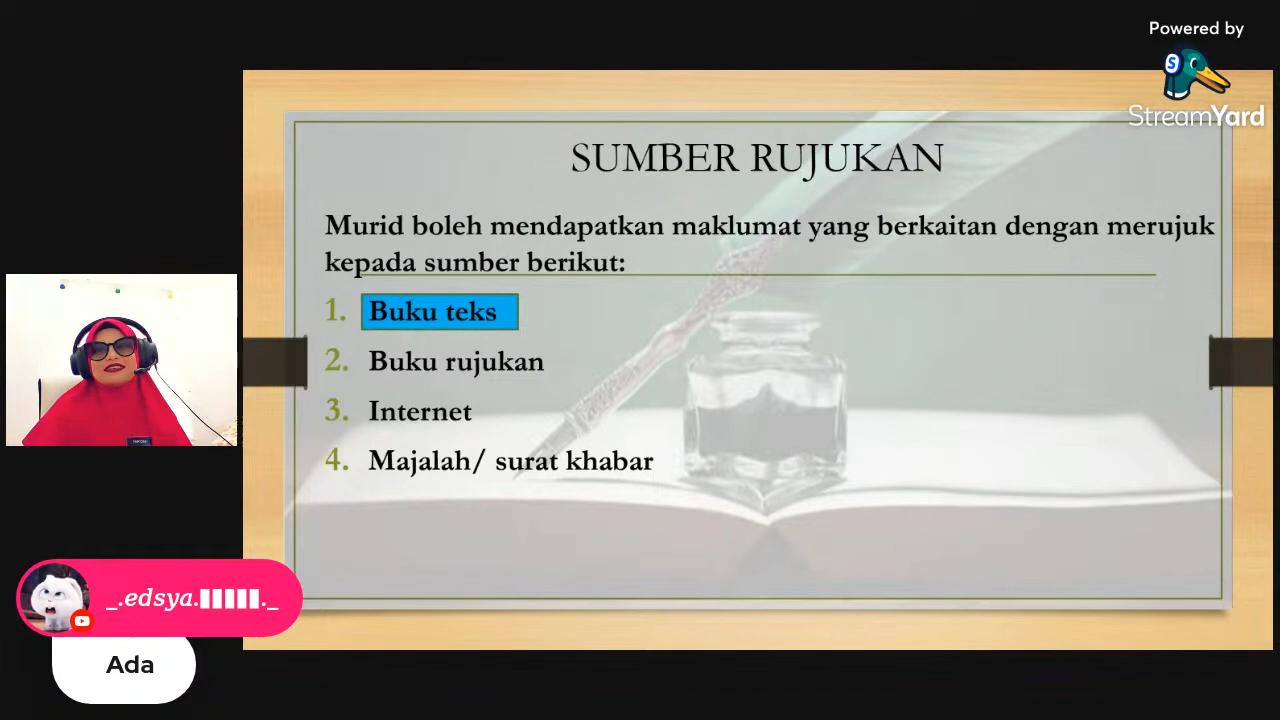 Powered by
StreamYard
SUMBER RUJUKAN
Murid boleh mendapatkan maklumat yang berkaitan dengan merujuk
kepada sumber berikut:
1. Buku teks
2. Buku rujukan
3. Internet
4. Majalah/ surat khabar
_.edsya.▮▮▮▮▮._
Ada